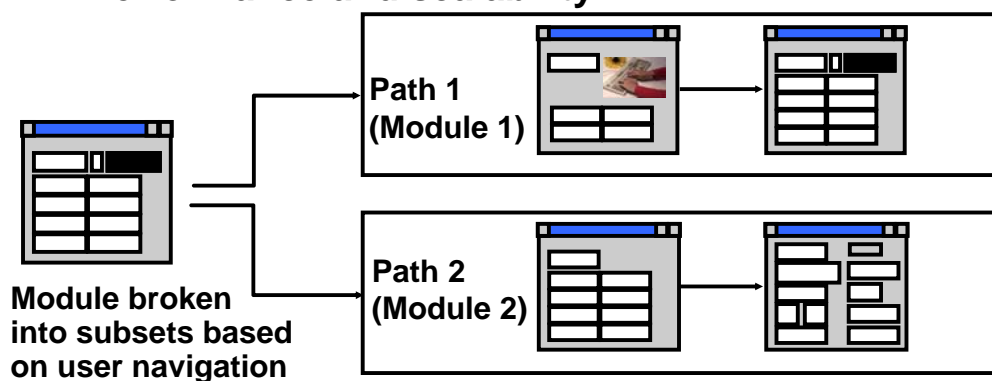 Path 1
(Module 1)
Path 2
(Module 2)
Module broken
into subsets based
on user navigation